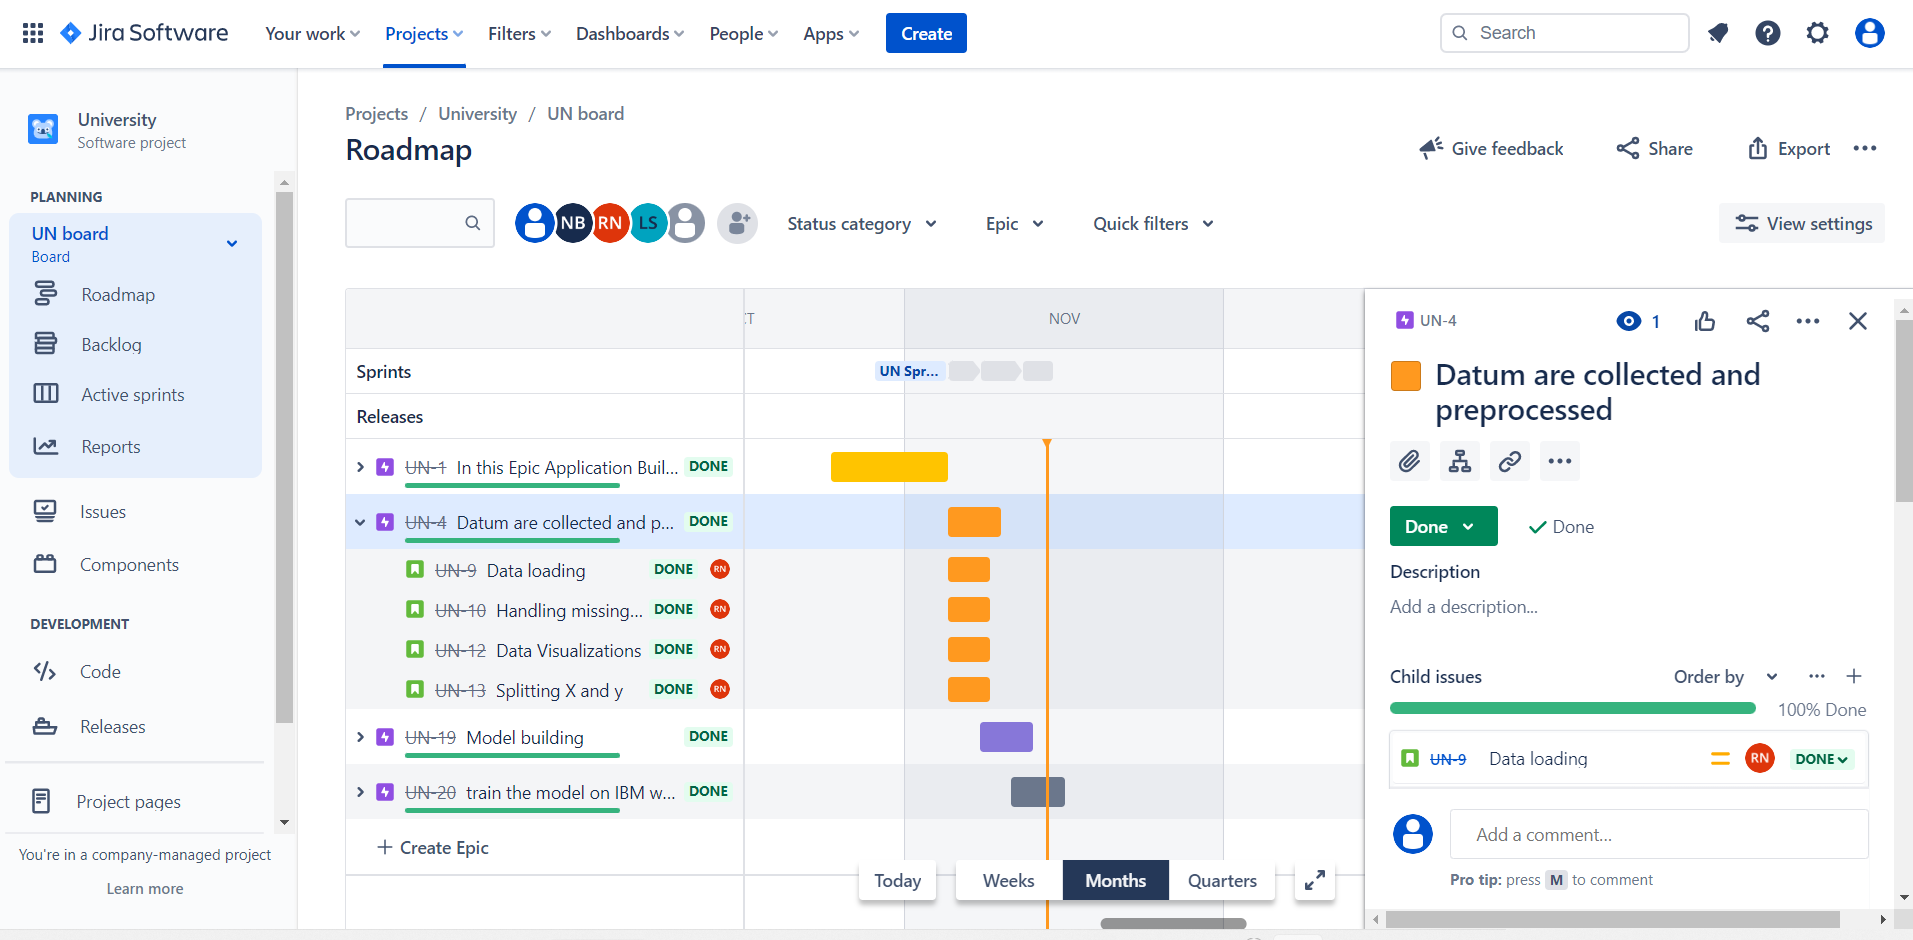 Jira Software
Your work
Projects
Filters
Dashboards
People
Apps
Create
Search
University
Software project
PLANNING
UN board
Board
Roadmap
Backlog
Active sprints
Reports
Issues
Components
DEVELOPMENT
Code
Releases
Project pages
You're in a company-managed project
Learn more
Projects / University / UN board
Roadmap
Give feedback
Share
Export
NB
RN
LS
Status category
Epic
Quick filters
View settings
NOV
Sprints
UN Spr...
Releases
UN-1 In this Epic Application Buil... DONE
UN-4 Datum are collected and p... DONE
UN-9 Data loading DONE RN
UN-10 Handling missing... DONE RN
UN-12 Data Visualizations DONE RN
UN-13 Splitting X and y DONE RN
UN-19 Model building DONE
UN-20 train the model on IBM w... DONE
Create Epic
Today
Weeks
Months
Quarters
UN-4
1
Datum are collected and
preprocessed
Done
Done
Description
Add a description...
Child issues
Order by
100% Done
UN-9 Data loading RN DONE
Add a comment...
Pro tip: press M to comment